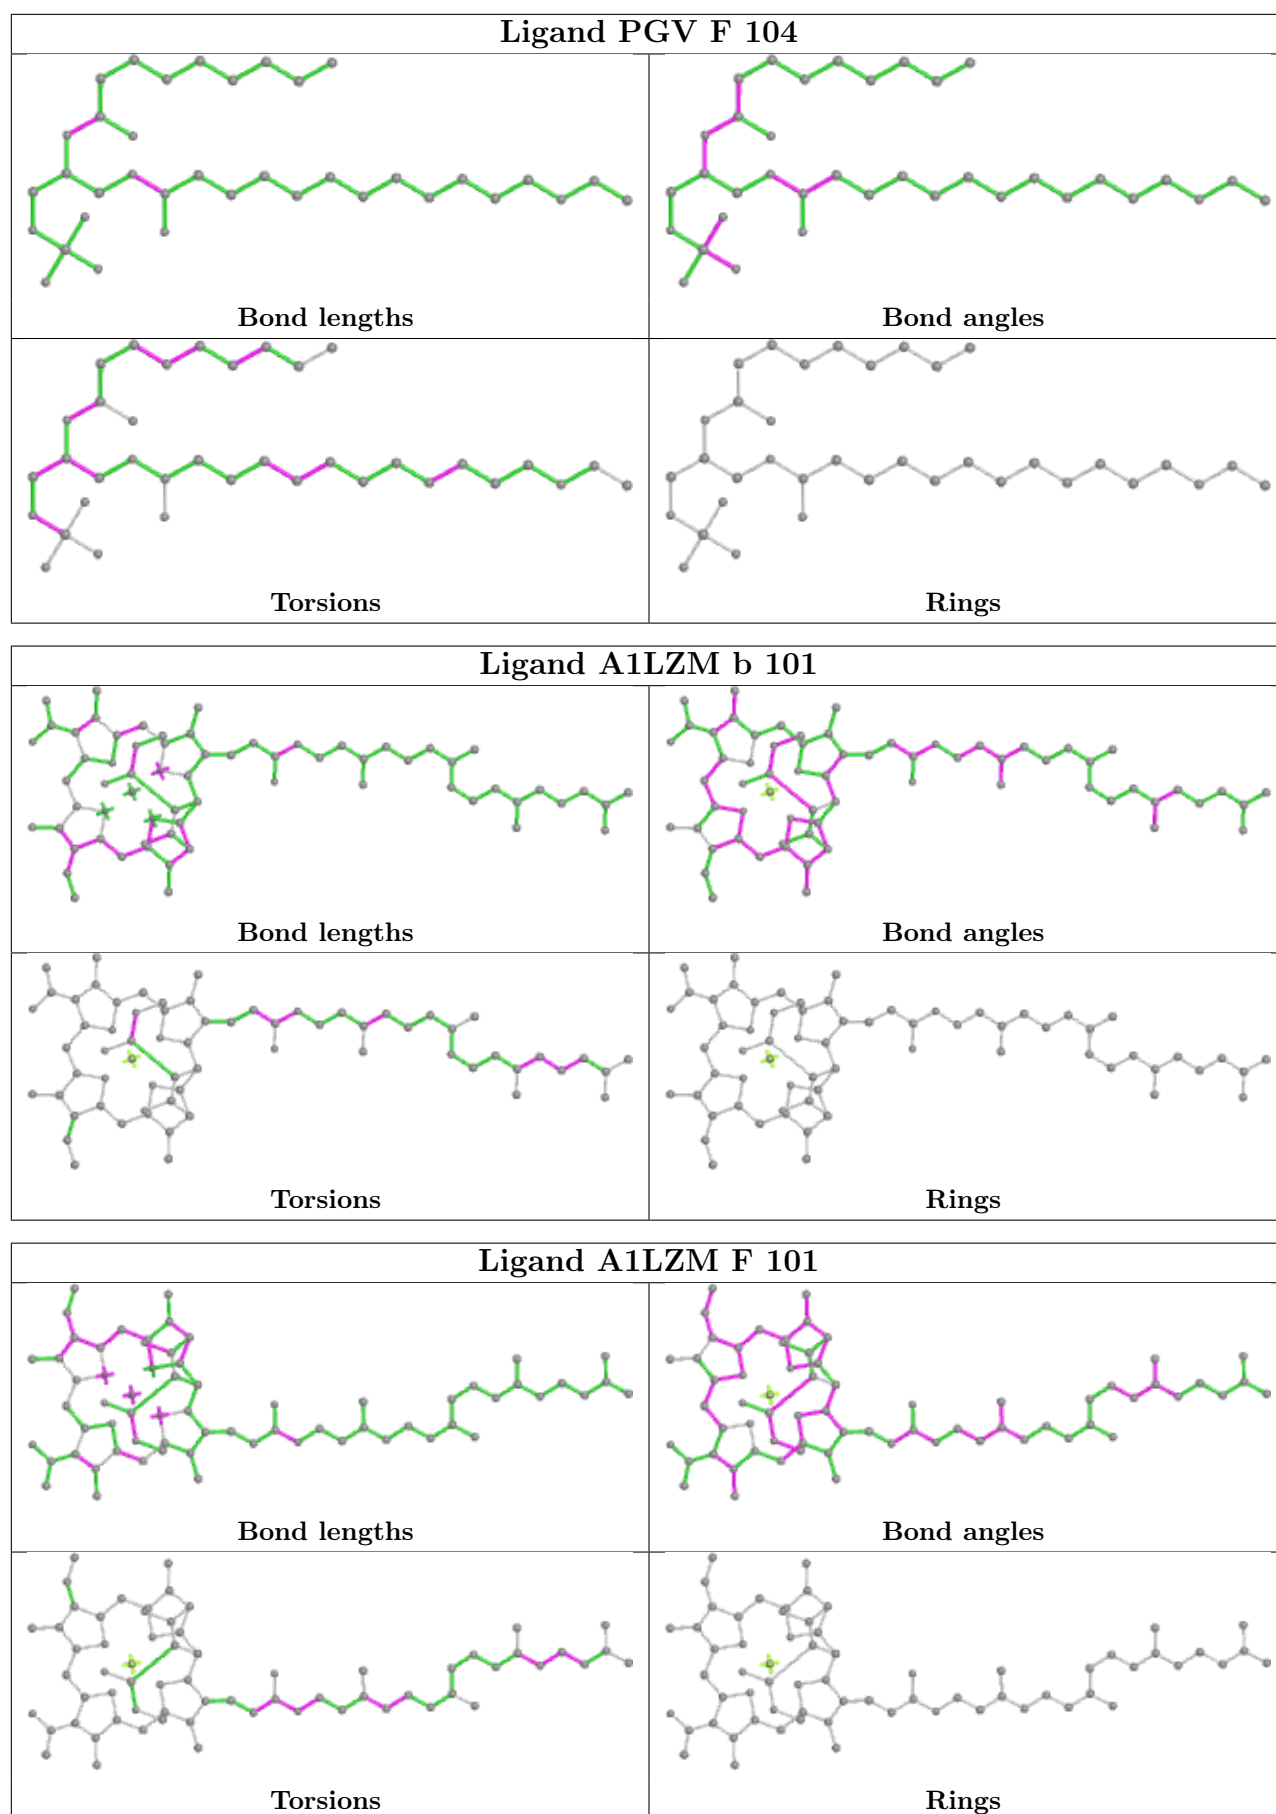 Ligand PGV F 104
Bond lengths
Bond angles
Torsions
Rings
Ligand A1LZM b 101
Bond lengths
Bond angles
Torsions
Rings
Ligand A1LZM F 101
Bond lengths
Bond angles
Torsions
Rings